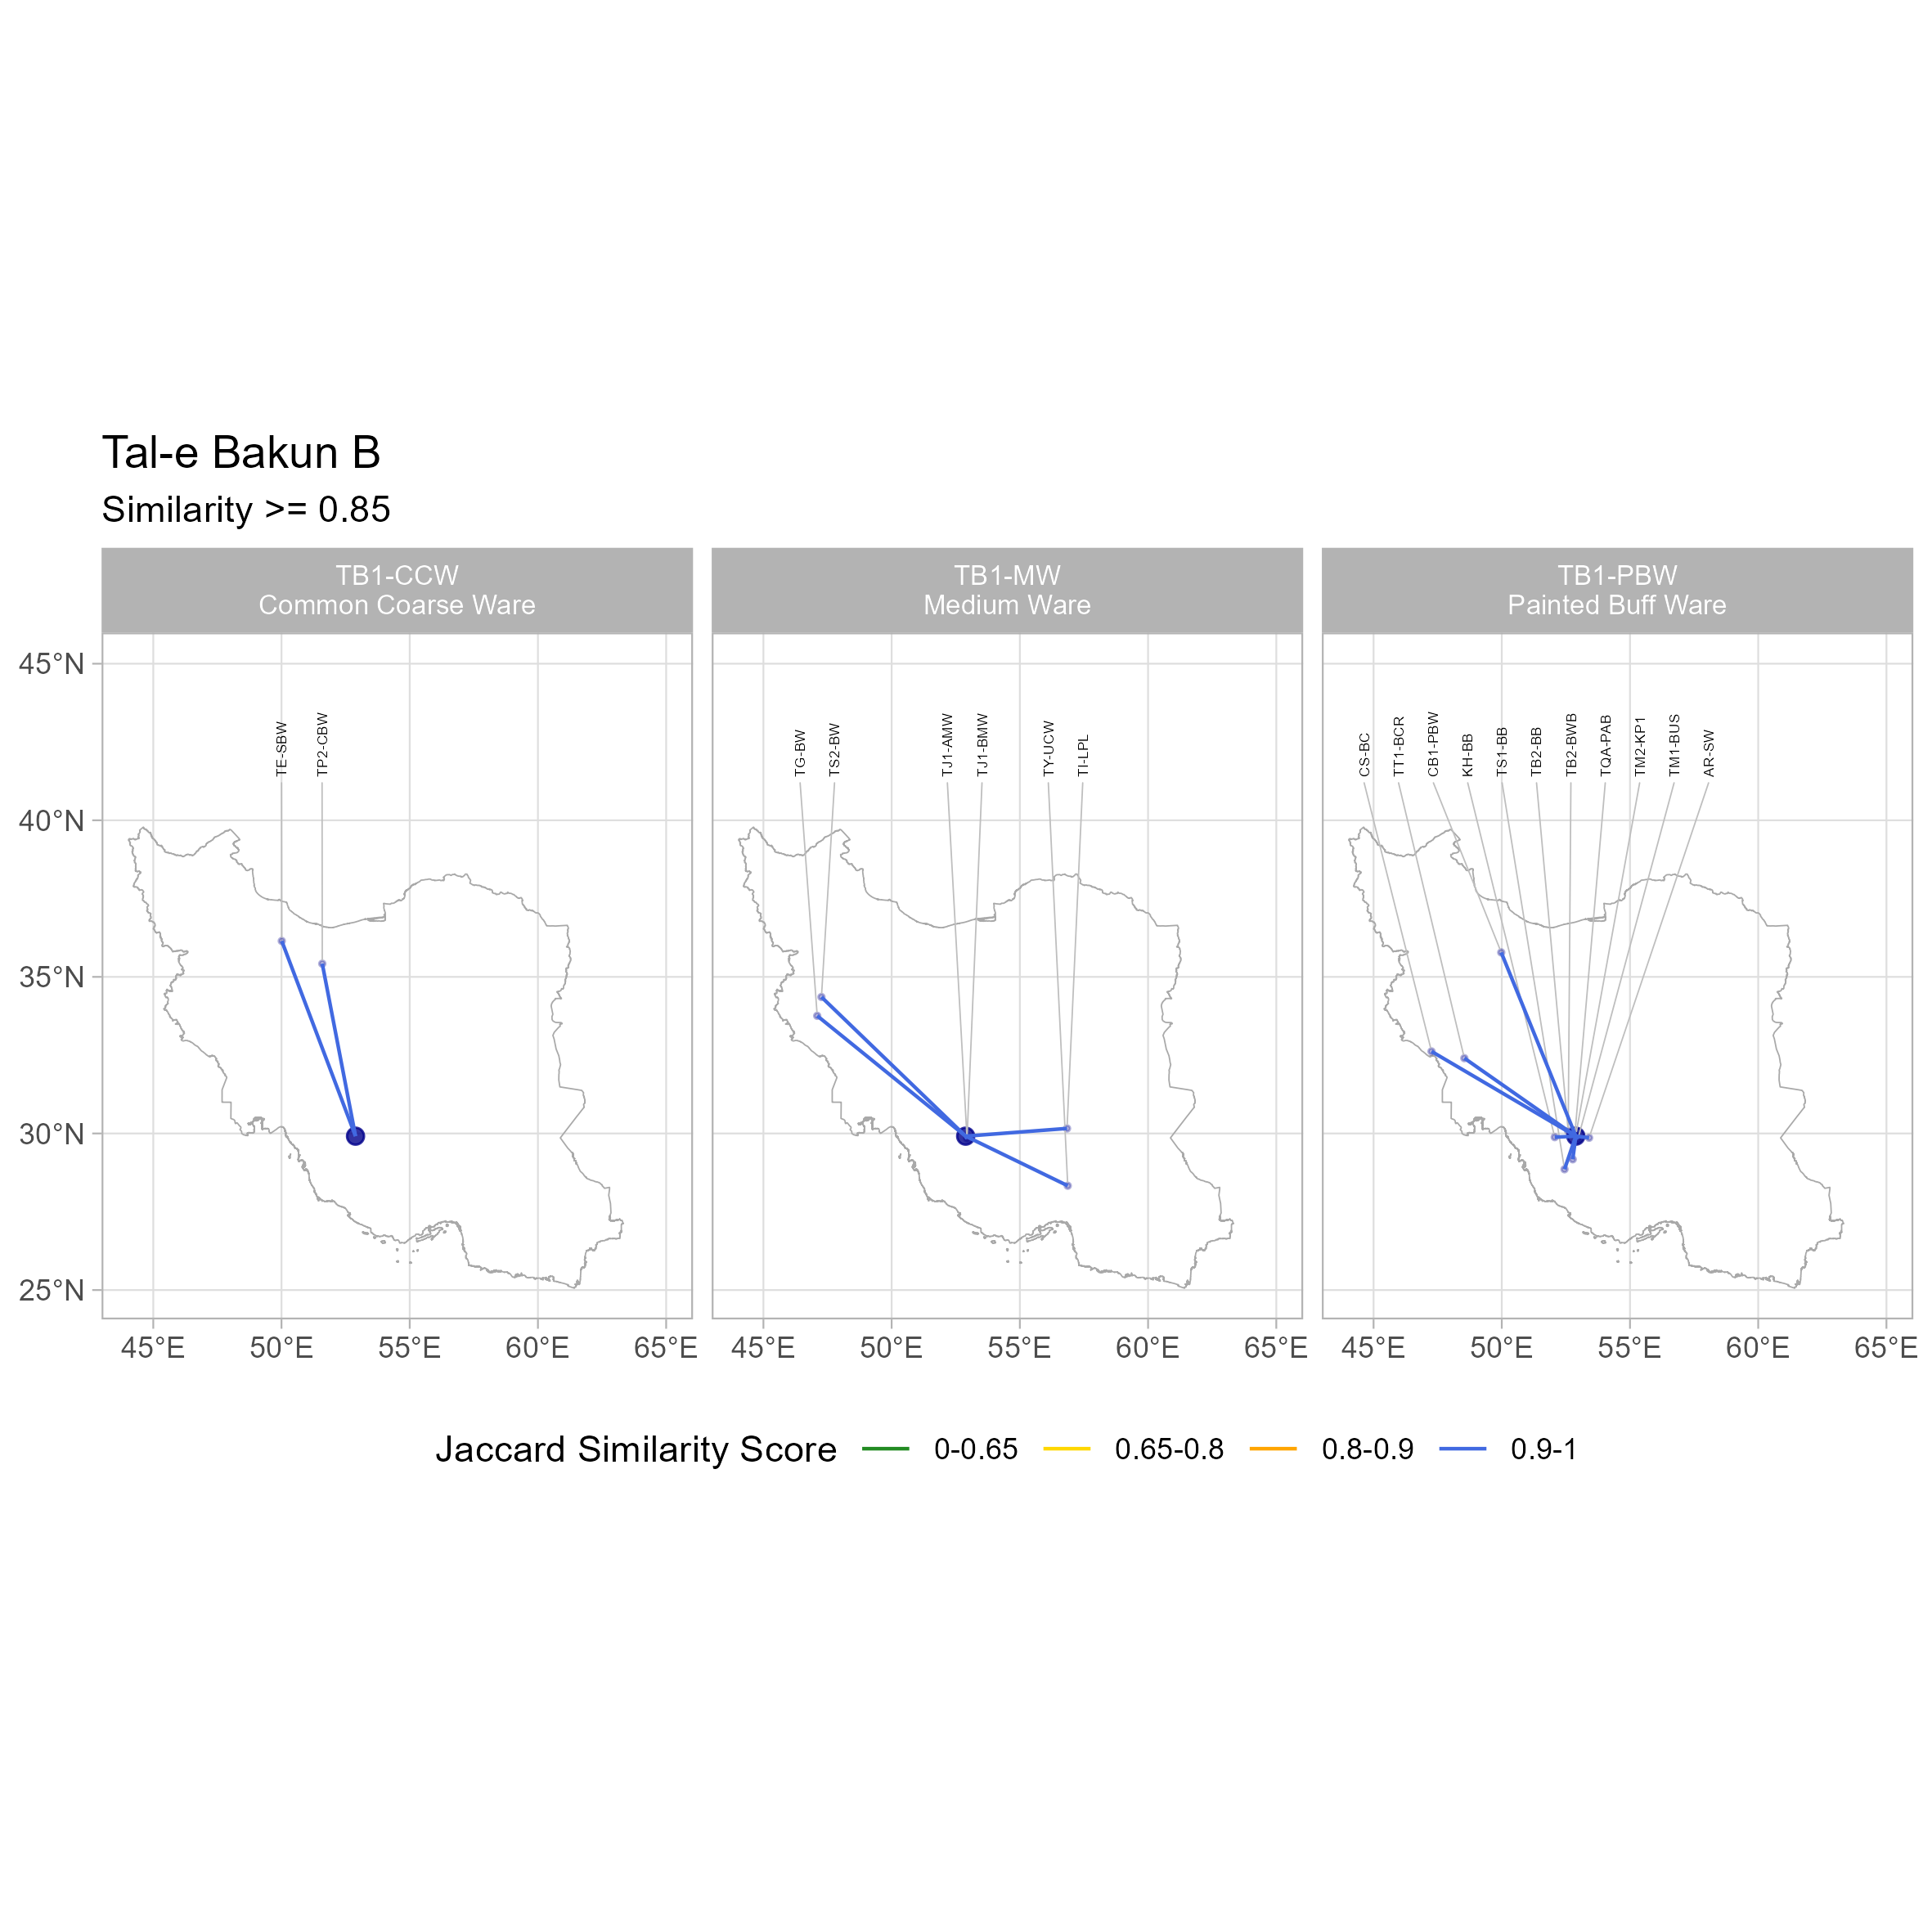 Tal-e Bakun B
Similarity >= 0.85
TB1-CCW
Common Coarse Ware
TB1-MW
Medium Ware
TB1-PBW
Painted Buff Ware
45°N
40°N
35°N
30°N
25°N
TE-SBW
TP2-CBW
TG-BW
TS2-BW
TJ1-AMW
TJ1-BMW
TY-UCW
TI-LPL
CS-BC
TT1-BCR
CB1-PBW
KH-BB
TS1-BB
TB2-BB
TB2-BWB
TQA-PAB
TM2-KP1
TM1-BUS
AR-SW
45°E 50°E 55°E 60°E 65°E
45°E 50°E 55°E 60°E 65°E
45°E 50°E 55°E 60°E 65°E
Jaccard Similarity Score 0-0.65 0.65-0.8 0.8-0.9 0.9-1